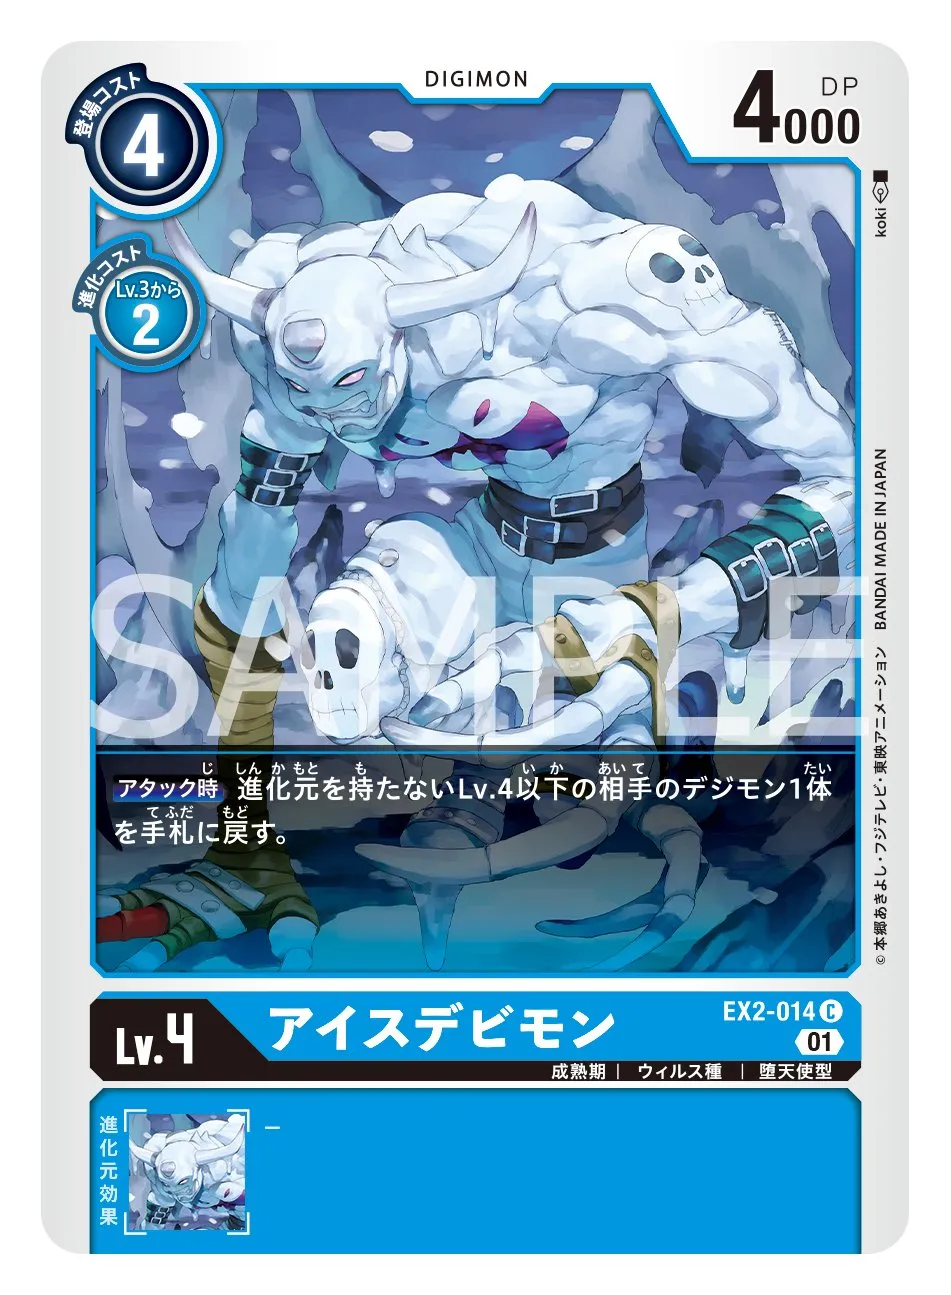 DIGIMON
登場コスト
4
DP
4000
進化コスト
Lv.3から
2
koki
SAMPLE
アタック時 進化元を持たないLv.4以下の相手のデジモン1体
を手札に戻す。
©本郷あきよし・フジテレビ・東映アニメーション BANDAI MADE IN JAPAN
Lv.4
アイスデビモン
EX2-014 C
01
成熟期 | ウィルス種 | 堕天使型
進化元効果
ー